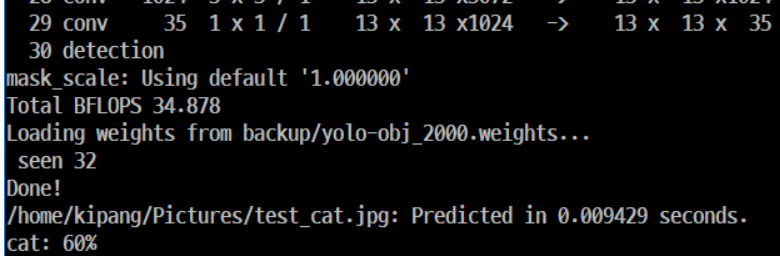 29 conv 35 1 x 1 / 1 13 x 13 x1024 -> 13 x 13 x 35
30 detection
mask_scale: Using default '1.000000'
Total BFLOPS 34.878
Loading weights from backup/yolo-obj_2000.weights...
seen 32
Done!
/home/kipang/Pictures/test_cat.jpg: Predicted in 0.009429 seconds.
cat: 60%